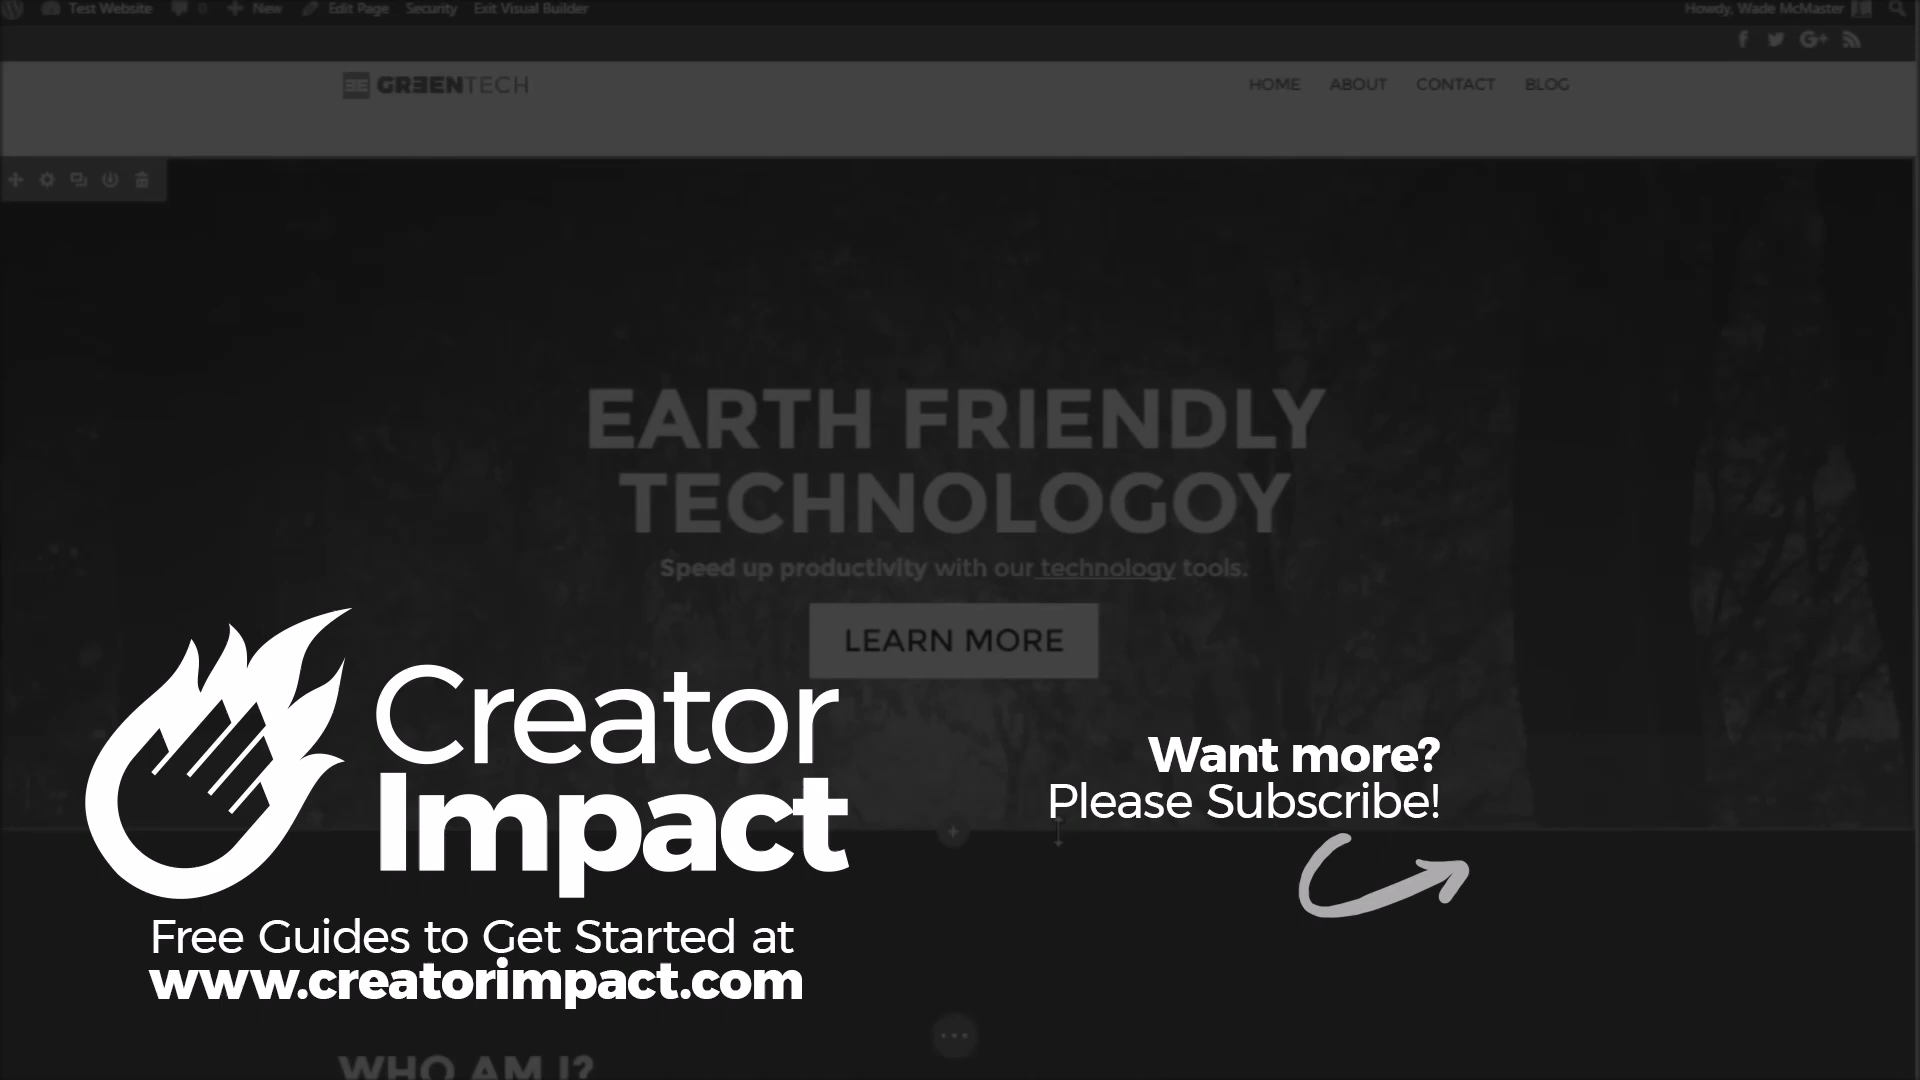 Test Website 0 New Edit Page Security Exit Visual Builder Howdy, Wade McMaster
GREENTECH HOME ABOUT CONTACT BLOG
EARTH FRIENDLY
TECHNOLOGOY
Speed up productivity with our technology tools.
LEARN MORE
Creator
Impact
Free Guides to Get Started at
www.creatorimpact.com
Want more?
Please Subscribe!
WHO AM I?